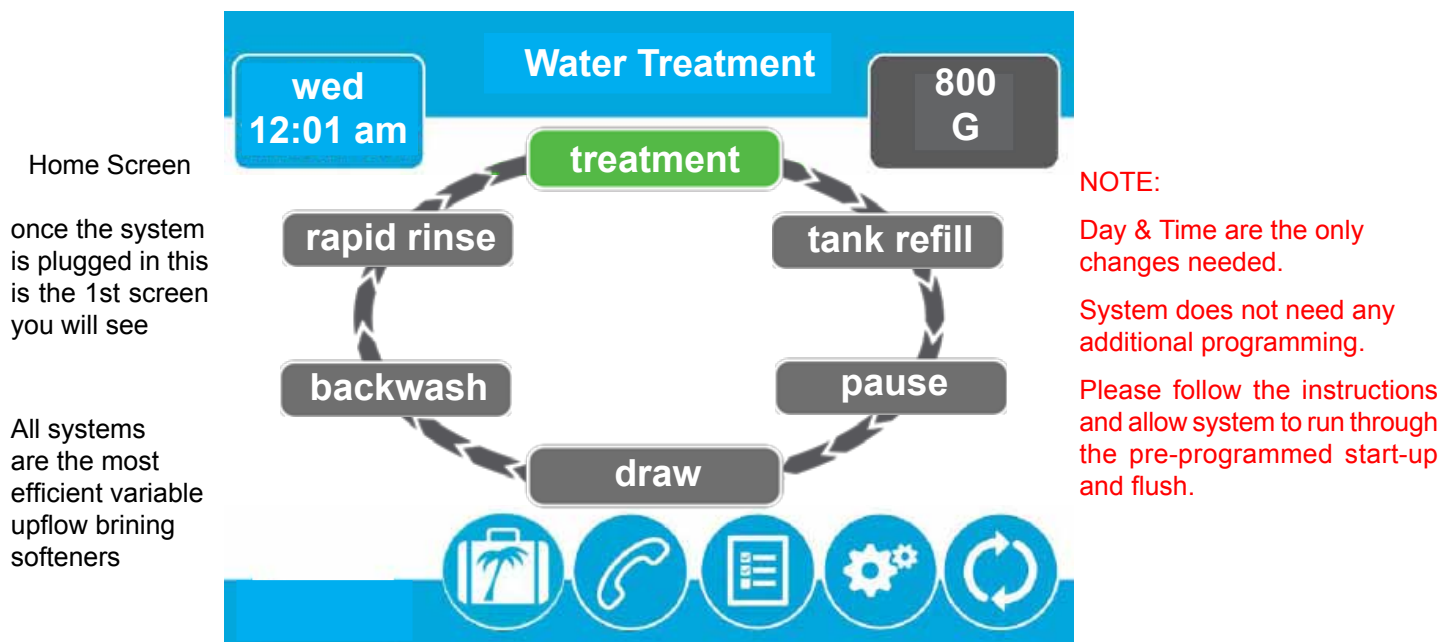 Home Screen
once the system
is plugged in this
is the 1st screen
you will see
All systems
are the most
efficient variable
upflow brining
softeners
Water Treatment
wed
12:01 am
800
G
treatment
rapid rinse
tank refill
backwash
pause
draw
NOTE:
Day & Time are the only
changes needed.
System does not need any
additional programming.
Please follow the instructions
and allow system to run through
the pre-programmed start-up
and flush.